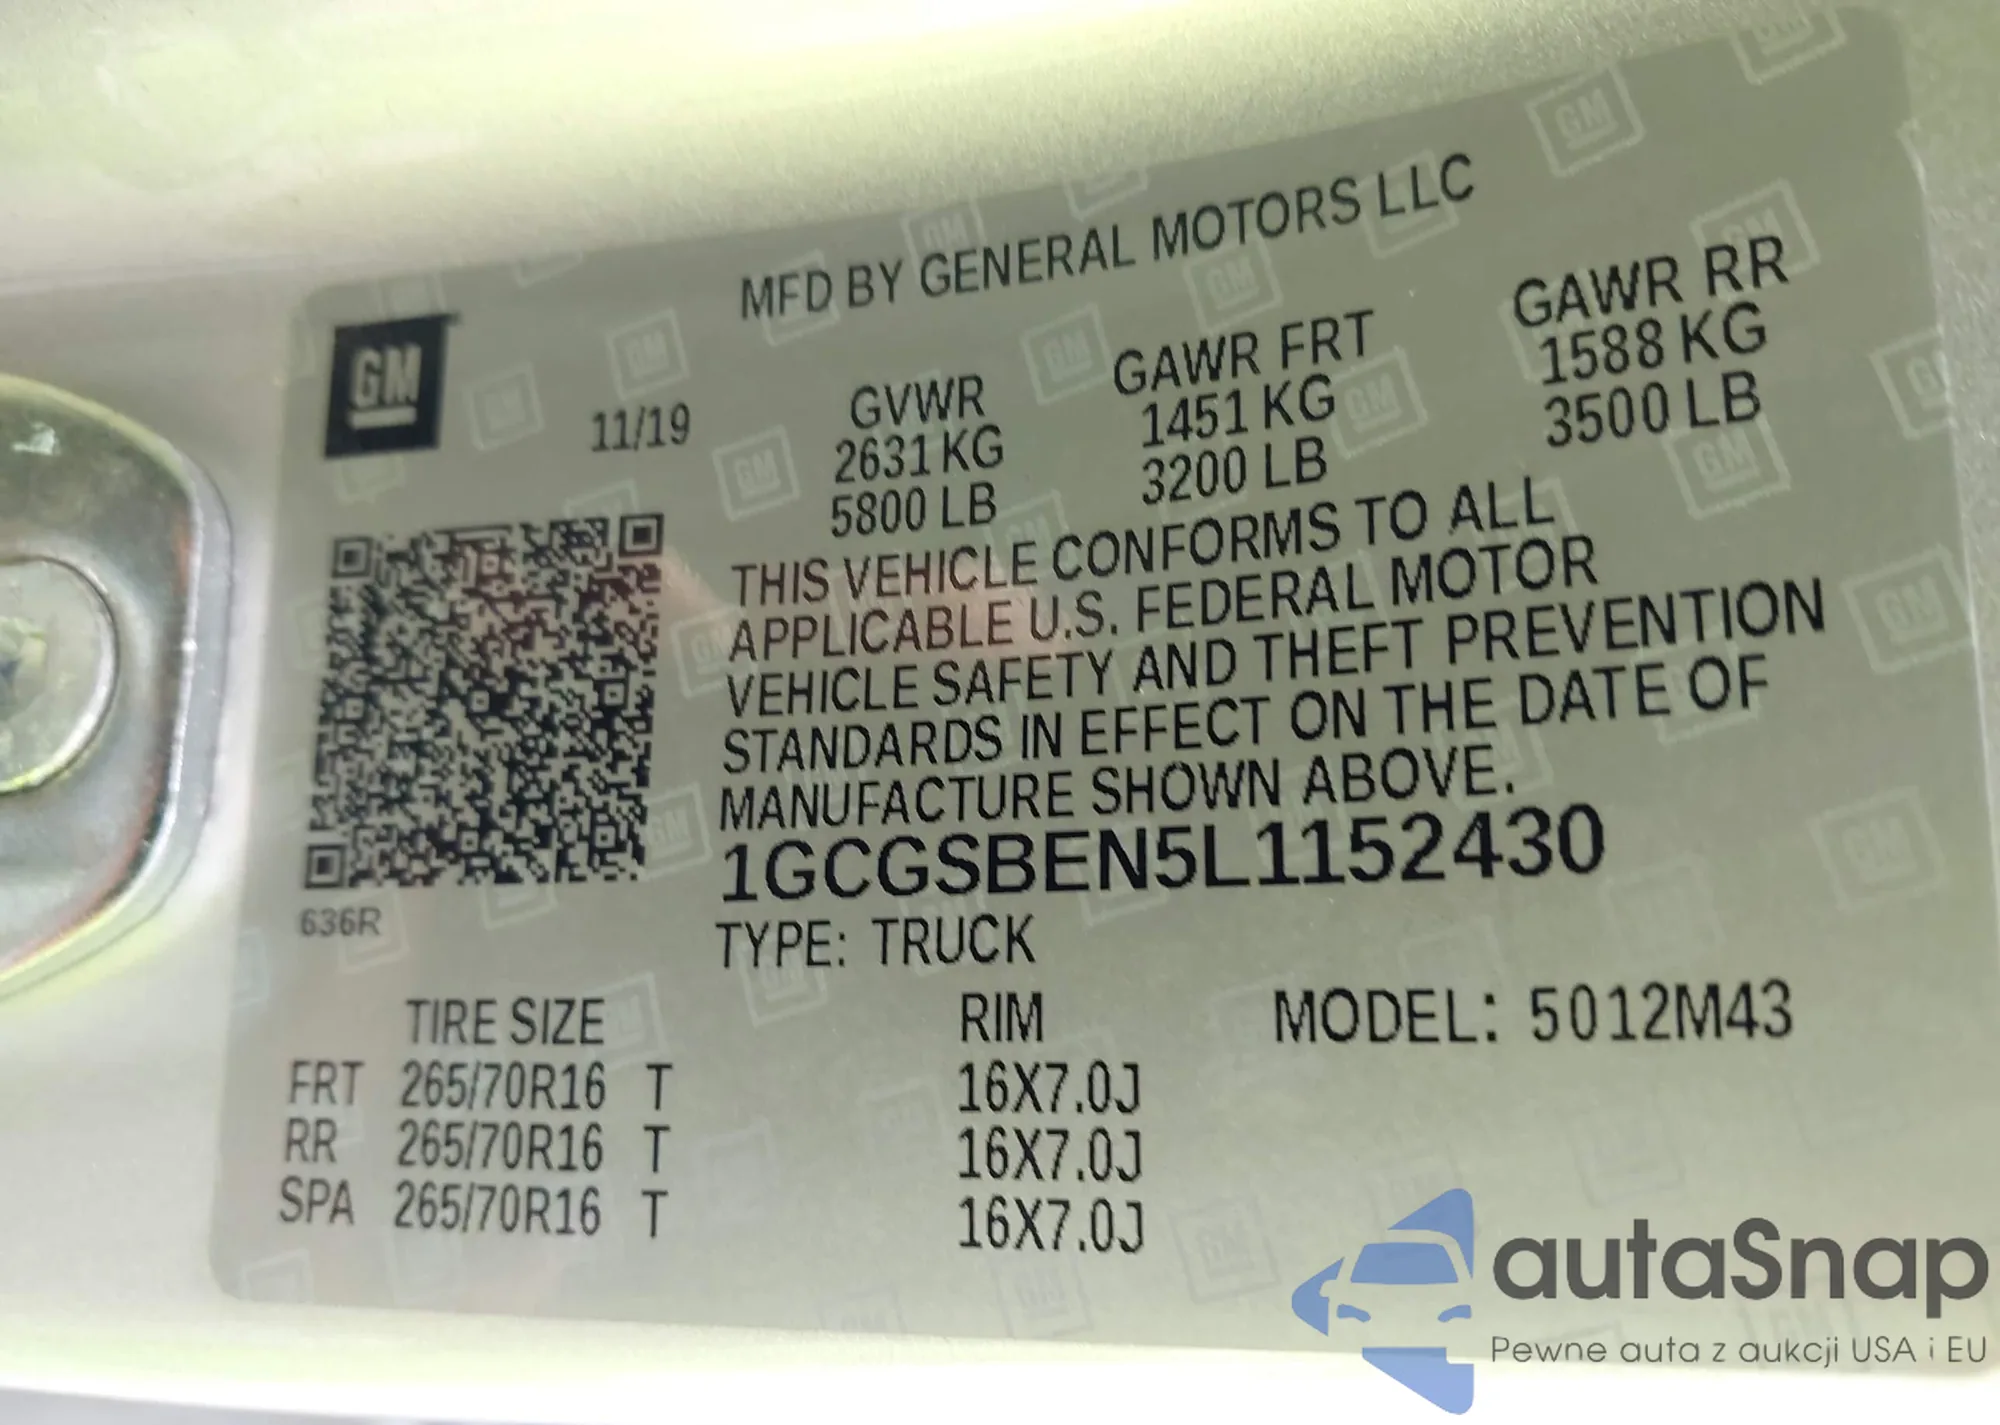 MFD BY GENERAL MOTORS LLC
GM
11/19
GVWR GAWR FRT GAWR RR
2631 KG 1451 KG 1588 KG
5800 LB 3200 LB 3500 LB
THIS VEHICLE CONFORMS TO ALL
APPLICABLE U.S. FEDERAL MOTOR
VEHICLE SAFETY AND THEFT PREVENTION
STANDARDS IN EFFECT ON THE DATE OF
MANUFACTURE SHOWN ABOVE.
1GCGSBEN5L1152430
636R
TYPE: TRUCK
TIRE SIZE RIM MODEL: 5012M43
FRT 265/70R16 T 16X7.0J
RR 265/70R16 T 16X7.0J
SPA 265/70R16 T 16X7.0J
autaSnap
Pewne auta z aukcji USA i EU